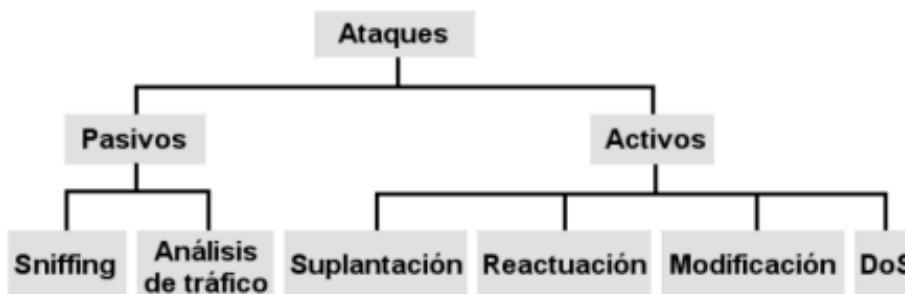 Ataques
Pasivos
Activos
Sniffing
Análisis
de tráfico
Suplantación
Reactuación
Modificación
DoS